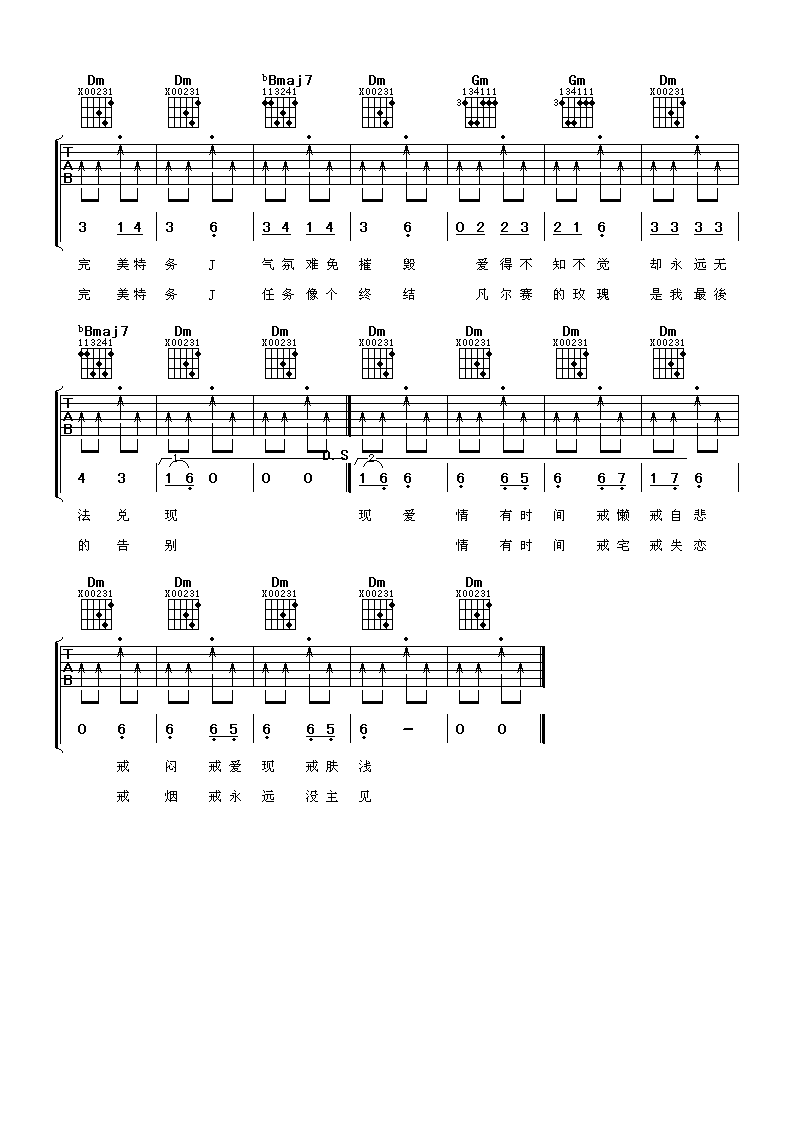 Dm Dm ♭Bmaj7 Dm Gm Gm Dm
X00231 X00231 113241 X00231 134111 134111 X00231
3 3
T A B
3 1 4 3 6 3 4 1 4 3 6 0 2 2 3 2 1 6 3 3 3 3
完 美 特 务 J 气 氛 难 免 摧 毁 爱 得 不 知 不 觉 却 永 远 无
完 美 特 务 J 任 务 像 个 终 结 凡 尔 赛 的 玫 瑰 是 我 最 後
♭Bmaj7 Dm Dm Dm Dm Dm Dm
113241 X00231 X00231 X00231 X00231 X00231 X00231
T A B
1 D.S 2
4 3 1 6 0 0 0 1 6 6 6 6 5 6 6 7 1 7 6
法 兑 现 现 爱 情 有 时 间 戒 懒 戒 自 悲
的 告 别 情 有 时 间 戒 宅 戒 失 恋
Dm Dm Dm Dm Dm
X00231 X00231 X00231 X00231 X00231
T A B
0 6 6 6 5 6 6 5 6 – 0 0
戒 闷 戒 爱 现 戒 肤 浅
戒 烟 戒 永 远 没 主 见